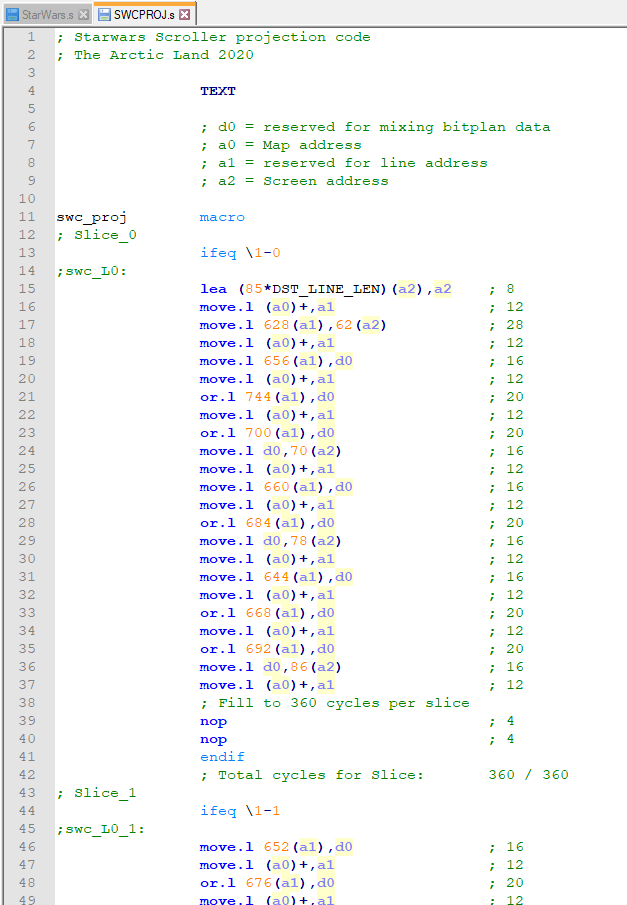 StarWars.s SWCPROJ.s
1 ; Starwars Scroller projection code
2 ; The Arctic Land 2020
3
4 TEXT
5
6 ; d0 = reserved for mixing bitplan data
7 ; a0 = Map address
8 ; a1 = reserved for line address
9 ; a2 = Screen address
10
11 swc_proj macro
12 ; Slice_0
13 ifeq \1-0
14 ;swc_L0:
15 lea (85*DST_LINE_LEN)(a2),a2 ; 8
16 move.l (a0)+,a1 ; 12
17 move.l 628(a1),62(a2) ; 28
18 move.l (a0)+,a1 ; 12
19 move.l 656(a1),d0 ; 16
20 move.l (a0)+,a1 ; 12
21 or.l 744(a1),d0 ; 20
22 move.l (a0)+,a1 ; 12
23 or.l 700(a1),d0 ; 20
24 move.l d0,70(a2) ; 16
25 move.l (a0)+,a1 ; 12
26 move.l 660(a1),d0 ; 16
27 move.l (a0)+,a1 ; 12
28 or.l 684(a1),d0 ; 20
29 move.l d0,78(a2) ; 16
30 move.l (a0)+,a1 ; 12
31 move.l 644(a1),d0 ; 16
32 move.l (a0)+,a1 ; 12
33 or.l 668(a1),d0 ; 20
34 move.l (a0)+,a1 ; 12
35 or.l 692(a1),d0 ; 20
36 move.l d0,86(a2) ; 16
37 move.l (a0)+,a1 ; 12
38 ; Fill to 360 cycles per slice
39 nop ; 4
40 nop ; 4
41 endif
42 ; Total cycles for Slice: 360 / 360
43 ; Slice_1
44 ifeq \1-1
45 ;swc_L0_1:
46 move.l 652(a1),d0 ; 16
47 move.l (a0)+,a1 ; 12
48 or.l 676(a1),d0 ; 20
49 move.l (a0)+,a1 ; 12